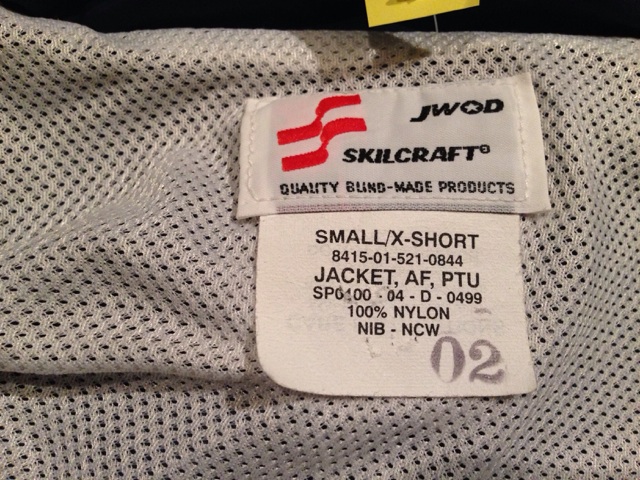 JWOD
SKILCRAFT®
QUALITY BLIND-MADE PRODUCTS
SMALL/X-SHORT
8415-01-521-0844
JACKET, AF, PTU
SP0100 - 04 - D - 0499
100% NYLON
NIB - NCW
02